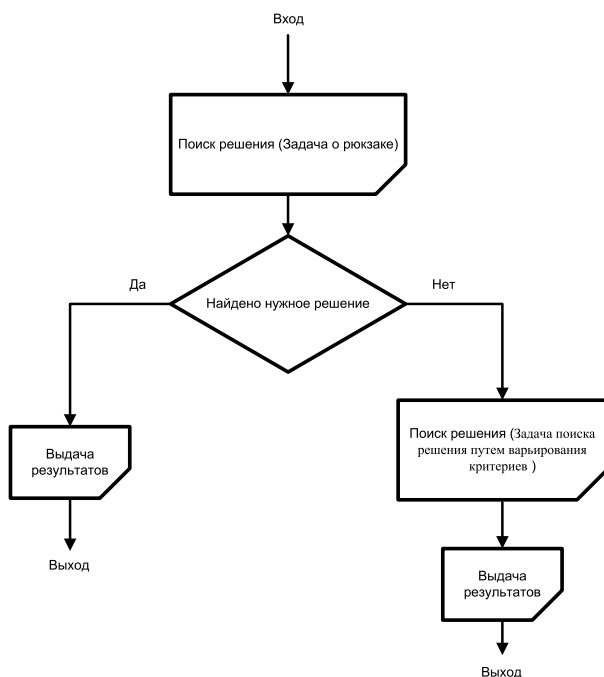 Вход
Поиск решения (Задача о рюкзаке)
Найдено нужное решение
Да
Нет
Выдача
результатов
Выход
Поиск решения (Задача поиска
решения путем варьирования
критериев )
Выдача
результатов
Выход